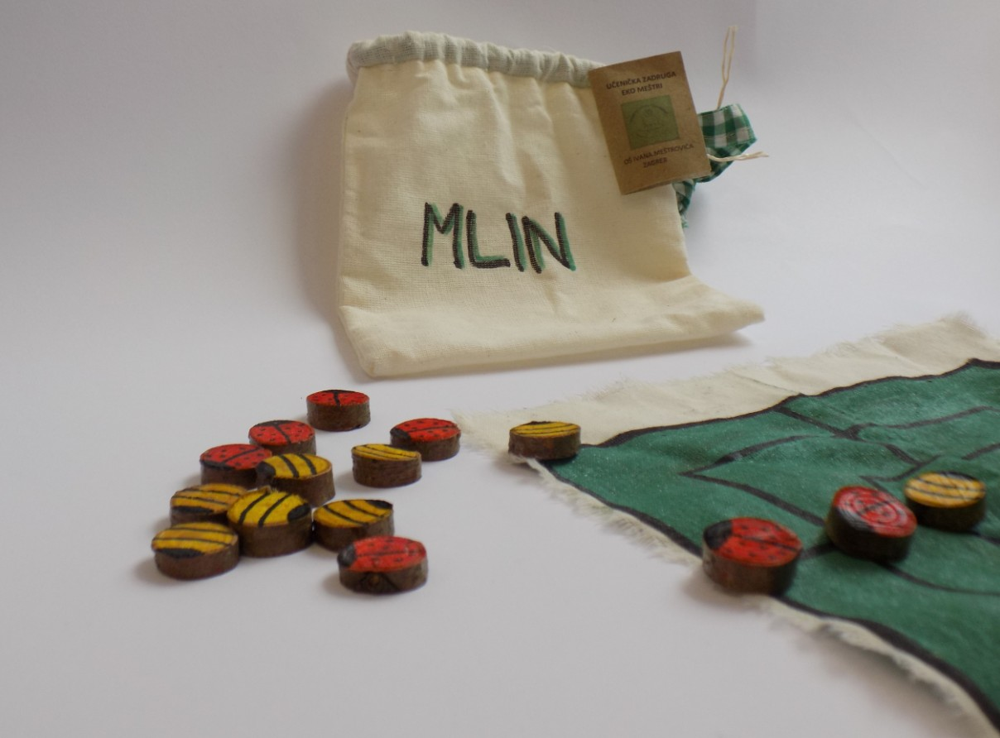 UČENIČKA ZADRUGA
EKO MEŠTRI
OŠ IVANA MEŠTROVIĆA
ZAGREB
MLIN